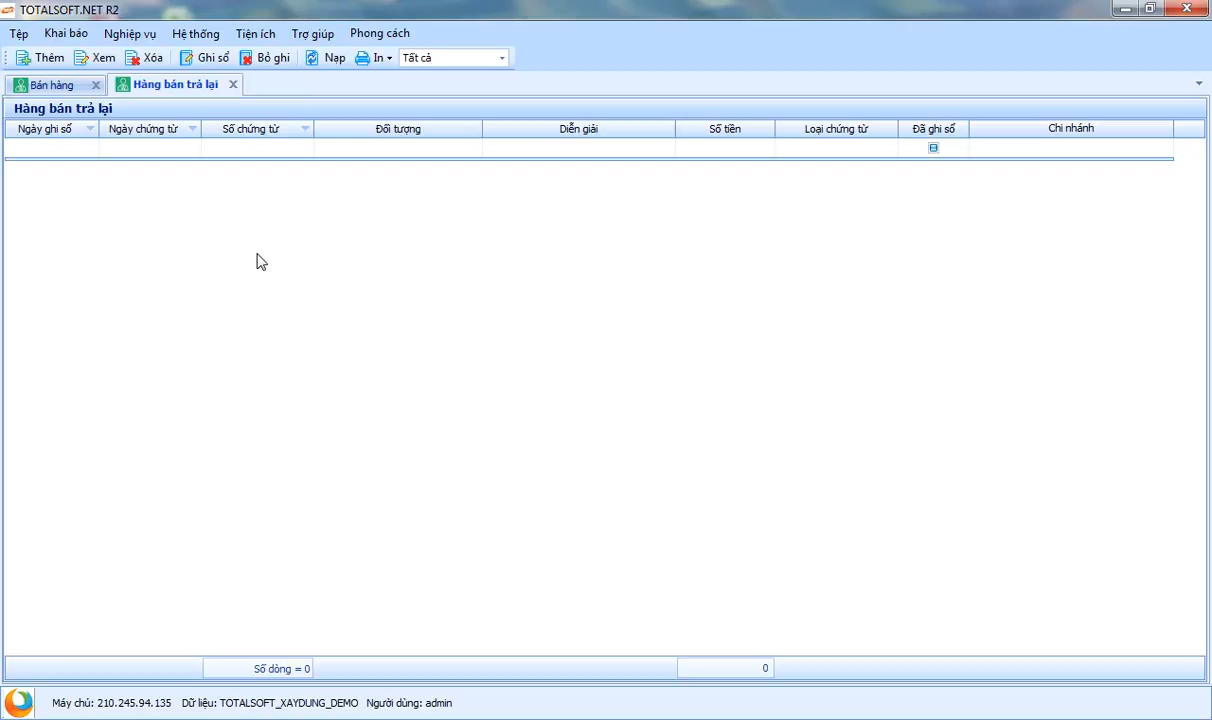 TOTALSOFT.NET R2
Tệp Khai báo Nghiệp vụ Hệ thống Tiện ích Trợ giúp Phong cách
Thêm Xem Xóa Ghi sổ Bỏ ghi Nạp In Tất cả
Bán hàng Hàng bán trả lại
Hàng bán trả lại
Ngày ghi sổ Ngày chứng từ Số chứng từ Đối tượng Diễn giải Số tiền Loại chứng từ Đã ghi sổ Chi nhánh
Số dòng = 0 0
Máy chủ: 210.245.94.135 Dữ liệu: TOTALSOFT_XAYDUNG_DEMO Người dùng: admin